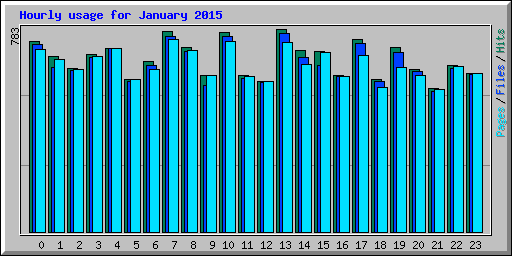 Hourly usage for January 2015
783
Pages/Files/Hits
0 1 2 3 4 5 6 7 8 9 10 11 12 13 14 15 16 17 18 19 20 21 22 23